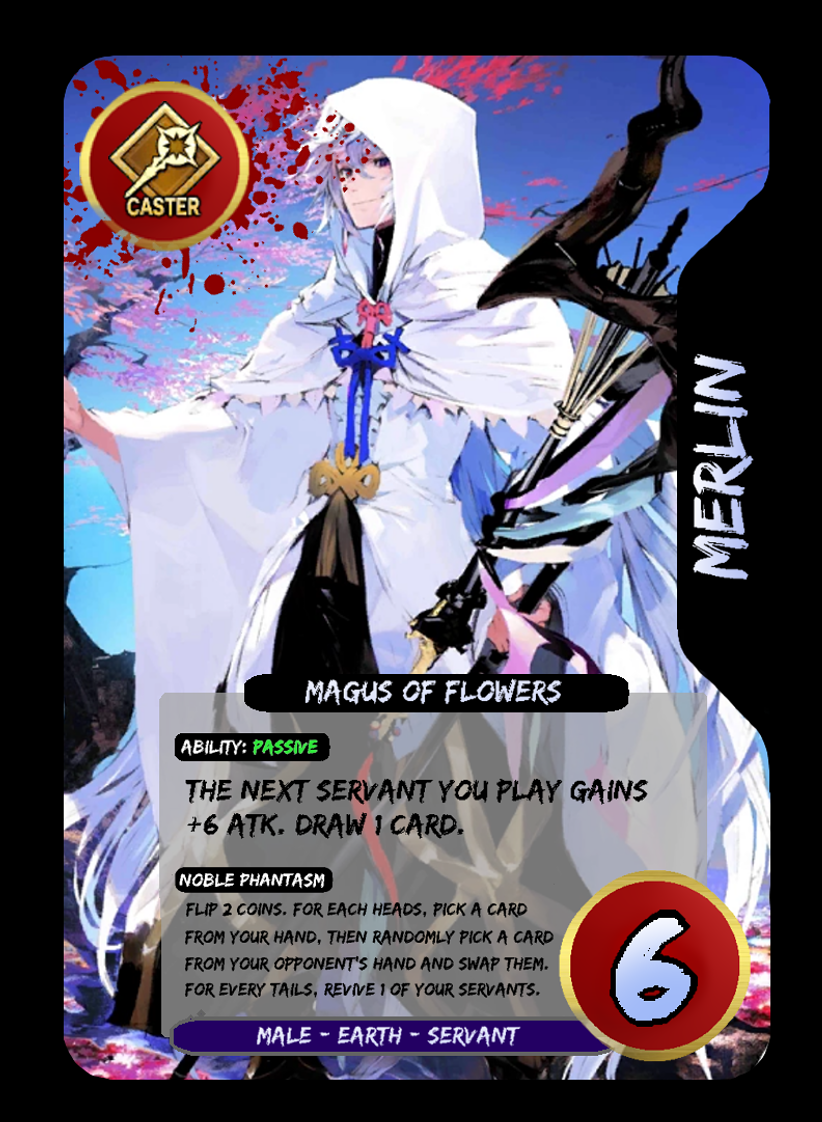 CASTER
MERLIN
MAGUS OF FLOWERS
ABILITY: PASSIVE
THE NEXT SERVANT YOU PLAY GAINS
+6 ATK. DRAW 1 CARD.
NOBLE PHANTASM
FLIP 2 COINS. FOR EACH HEADS, PICK A CARD
FROM YOUR HAND, THEN RANDOMLY PICK A CARD
FROM YOUR OPPONENT'S HAND AND SWAP THEM.
FOR EVERY TAILS, REVIVE 1 OF YOUR SERVANTS.
6
MALE - EARTH - SERVANT